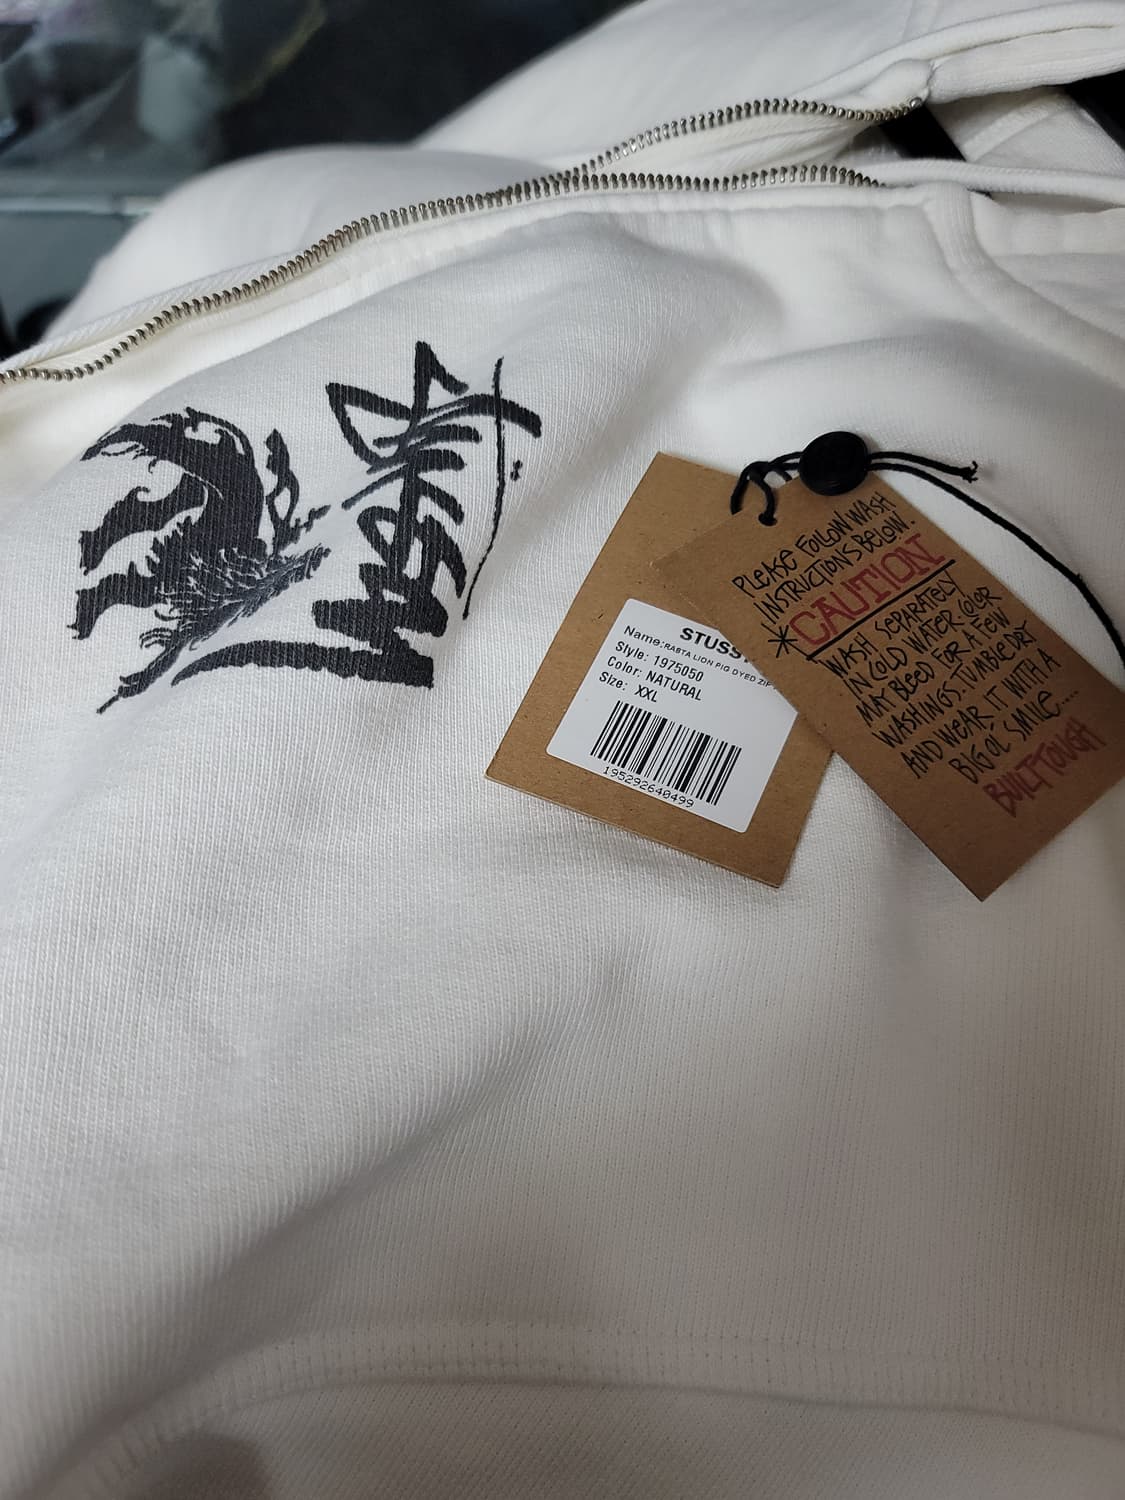 Stüssy
STUSSY
Name: RASTA LION PIG DYED ZIP
Style: 1975050
Color: NATURAL
Size: XXL
195292640499
PLEASE FOLLOW WASH
INSTRUCTIONS BELOW.
*CAUTION
WASH SEPARATELY
IN COLD WATER. COLOR
MAY BLEED FOR A FEW
WASHINGS. TUMBLE DRY
AND WEAR IT WITH A
BIG OL' SMILE....
BUILT TOUGH